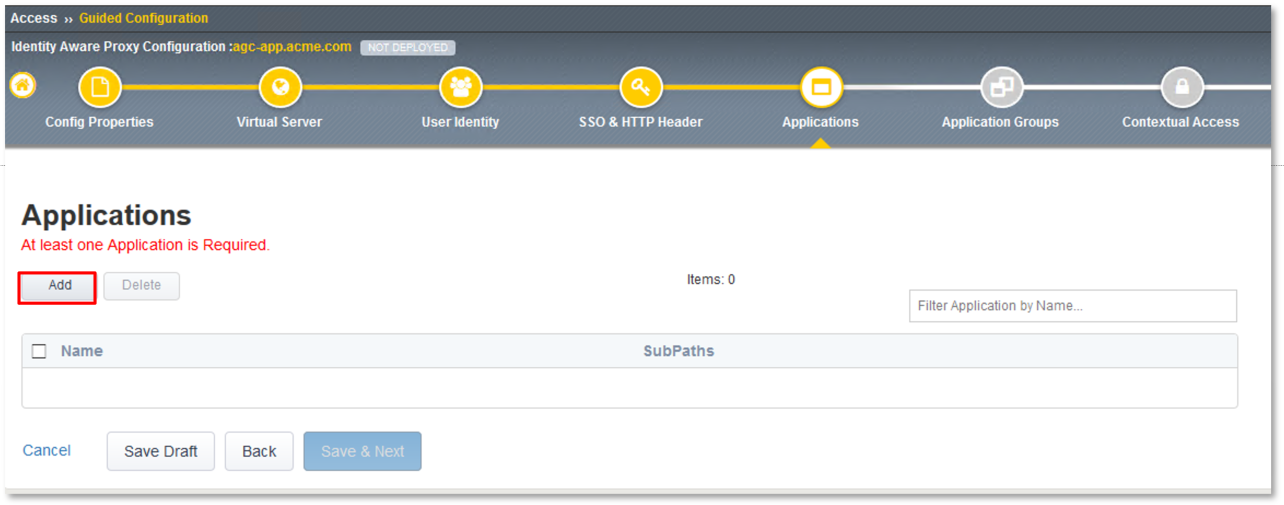 Access ›› Guided Configuration
Identity Aware Proxy Configuration :agc-app.acme.com NOT DEPLOYED
Config Properties Virtual Server User Identity SSO & HTTP Header Applications Application Groups Contextual Access
Applications
At least one Application is Required.
Add Delete Items: 0
Filter Application by Name...
Name SubPaths
Cancel Save Draft Back Save & Next